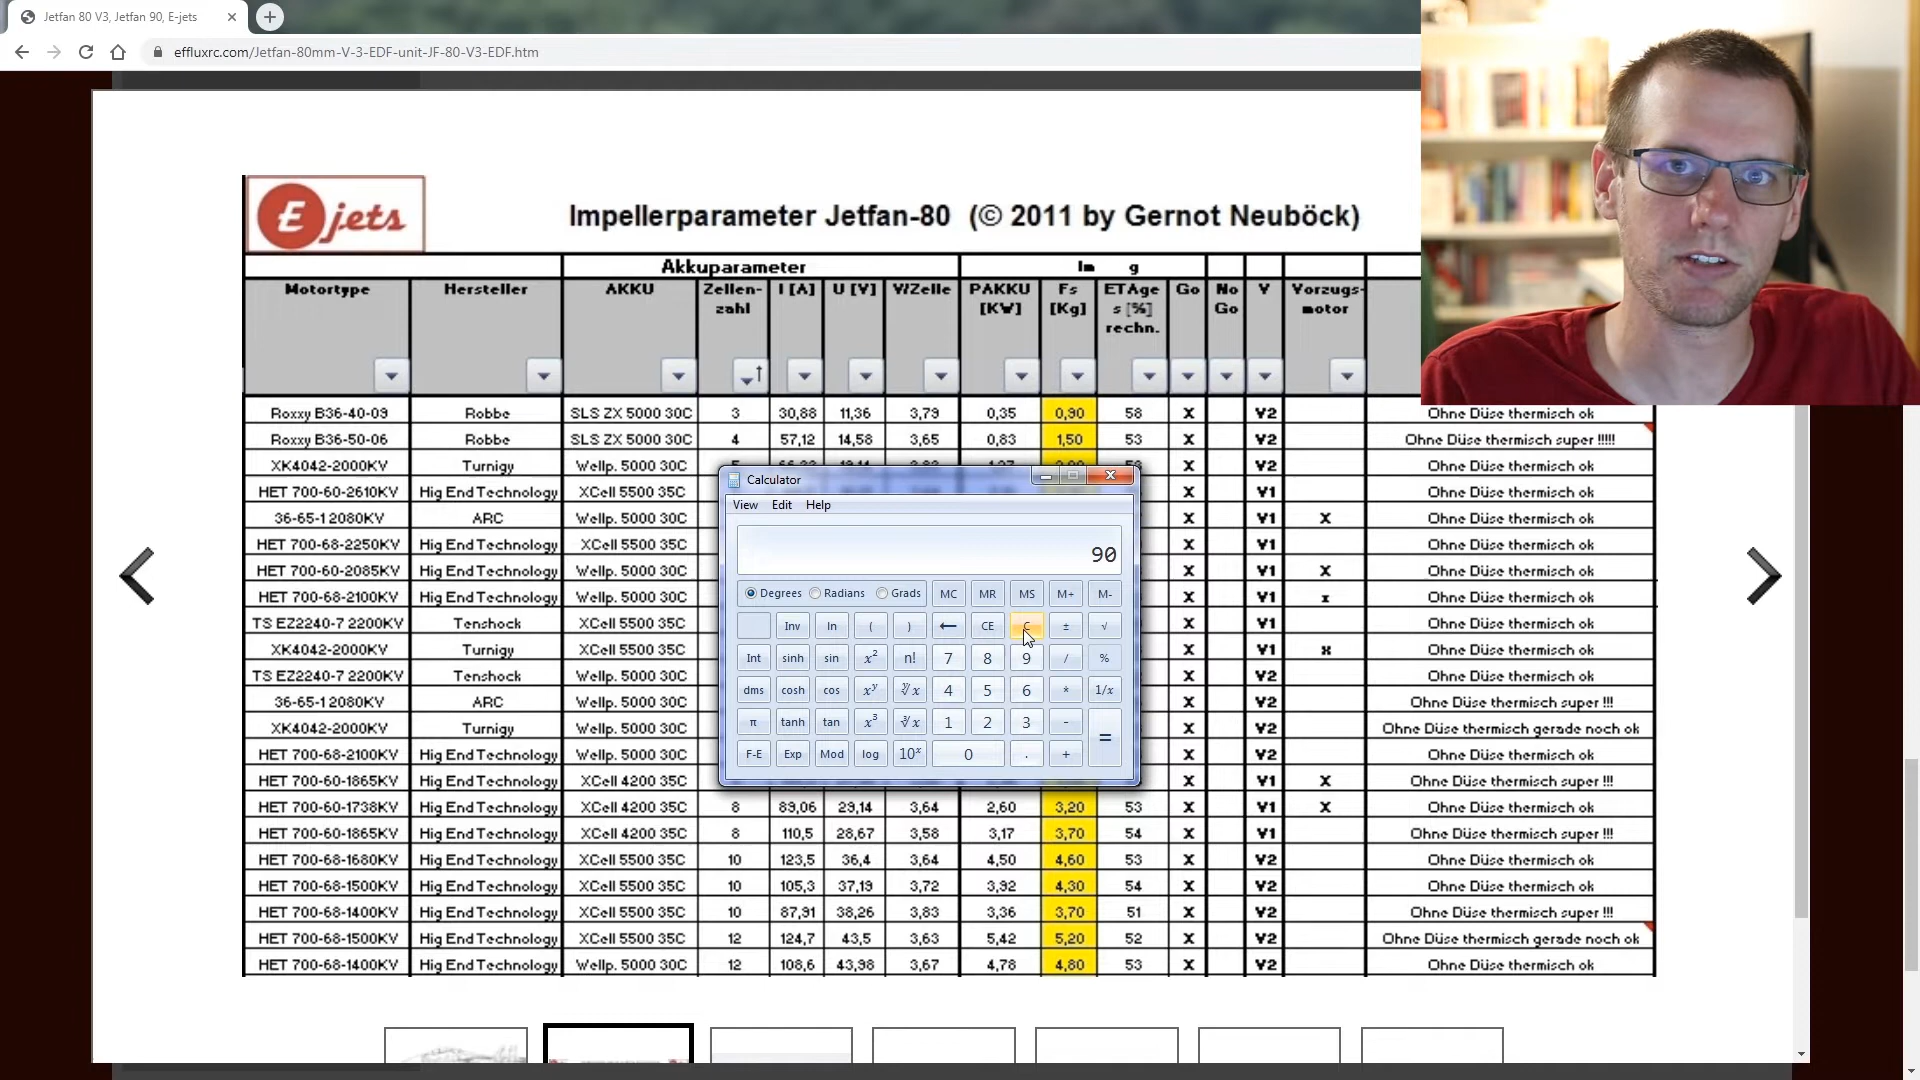 Jetfan 80 V3, Jetfan 90, E-jets
effluxrc.com/Jetfan-80mm-V-3-EDF-unit-JF-80-V3-EDF.htm
E jets
Impellerparameter Jetfan-80 (© 2011 by Gernot Neuböck)
Akkuparameter
Im g
Motortype Hersteller AKKU Zellen-zahl I [A] U [V] V/Zelle PAKKU [KW] Fs [Kg] ETAges [%] rechn. Go No Go V Vorzugs-motor
Roxxy B36-40-09 Robbe SLS ZX 5000 30C 3 30,88 11,36 3,79 0,35 0,90 58 X V2 Ohne Düse thermisch ok
Roxxy B36-50-06 Robbe SLS ZX 5000 30C 4 57,12 14,58 3,65 0,83 1,50 53 X V2 Ohne Düse thermisch super !!!!!
XK4042-2000KV Turnigy Wellp. 5000 30C X V2 Ohne Düse thermisch ok
HET 700-60-2610KV Hig End Technology XCell 5500 35C X V1 Ohne Düse thermisch ok
36-65-1 2080KV ARC Wellp. 5000 30C X V1 X Ohne Düse thermisch ok
HET 700-68-2250KV Hig End Technology XCell 5500 35C X V1 Ohne Düse thermisch ok
HET 700-60-2085KV Hig End Technology Wellp. 5000 30C X V1 X Ohne Düse thermisch ok
HET 700-68-2100KV Hig End Technology Wellp. 5000 30C X V1 x Ohne Düse thermisch ok
TS EZ2240-7 2200KV Tenshock XCell 5500 35C X V1 Ohne Düse thermisch ok
XK4042-2000KV Turnigy XCell 5500 35C X V1 x Ohne Düse thermisch ok
TS EZ2240-7 2200KV Tenshock Wellp. 5000 30C X V2 Ohne Düse thermisch ok
36-65-1 2080KV ARC Wellp. 5000 30C X V2 Ohne Düse thermisch super !!!
XK4042-2000KV Turnigy Wellp. 5000 30C X V2 Ohne Düse thermisch gerade noch ok
HET 700-68-2100KV Hig End Technology Wellp. 5000 30C X V2 Ohne Düse thermisch ok
HET 700-60-1865KV Hig End Technology XCell 4200 35C X V1 X Ohne Düse thermisch super !!!
HET 700-60-1738KV Hig End Technology XCell 4200 35C 8 89,06 29,14 3,64 2,60 3,20 53 X V1 X Ohne Düse thermisch ok
HET 700-60-1865KV Hig End Technology XCell 4200 35C 8 110,5 28,67 3,58 3,17 3,70 54 X V1 Ohne Düse thermisch super !!!
HET 700-68-1680KV Hig End Technology XCell 5500 35C 10 123,5 36,4 3,64 4,50 4,60 53 X V2 Ohne Düse thermisch ok
HET 700-68-1500KV Hig End Technology XCell 5500 35C 10 105,3 37,19 3,72 3,92 4,30 54 X V2 Ohne Düse thermisch ok
HET 700-68-1400KV Hig End Technology XCell 5500 35C 10 87,91 38,26 3,83 3,36 3,70 51 X V2 Ohne Düse thermisch super !!!
HET 700-68-1500KV Hig End Technology XCell 5500 35C 12 124,7 43,5 3,63 5,42 5,20 52 X V2 Ohne Düse thermisch gerade noch ok
HET 700-68-1400KV Hig End Technology Wellp. 5000 30C 12 108,6 43,98 3,67 4,78 4,80 53 X V2 Ohne Düse thermisch ok
Calculator
View Edit Help
90
Degrees Radians Grads MC MR MS M+ M-
Inv ln ( ) ← CE C ± √
Int sinh sin x² n! 7 8 9 / %
dms cosh cos xʸ ʸ√x 4 5 6 * 1/x
π tanh tan x³ ³√x 1 2 3 - =
F-E Exp Mod log 10ˣ 0 . +